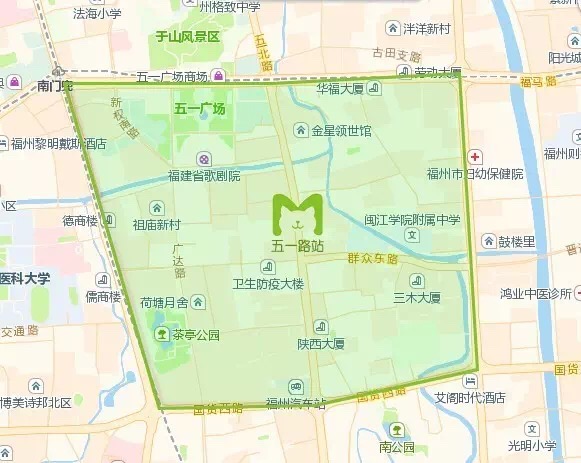 法海小学
州格致中学
洋洋新村
于山风景区
五北路
古田支路
阳光城
南门兜
五一广场商场
劳动大厦
福马路
华福大厦
新权南路
五一广场
金星领世馆
福州黎明戴斯酒店
福州则
福建省歌剧院
福州市妇幼保健院
小区
德商楼
祖庙新村
闽江学院附属中学
五一路站
鼓楼里
广达路
群众东路
晋
医科大学
卫生防疫大楼
儒商楼
荷塘月舍
三木大厦
鸿业中医诊所
交通路
茶亭公园
陕西大厦
国货
福州汽车站
国货西路
国货西路
艾阁时代酒店
博美诗邦北区
南公园
光明小学